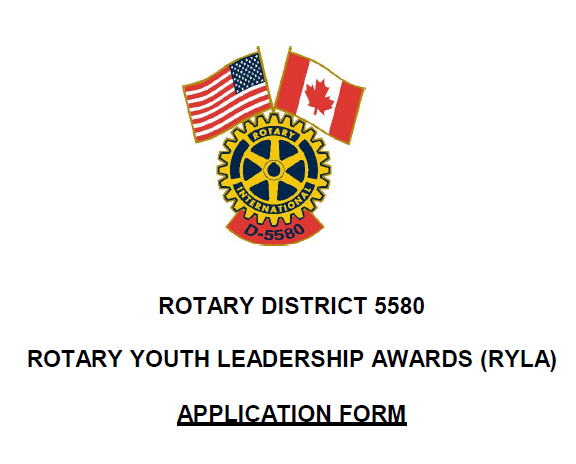 ROTARY
INTERNATIONAL
D-5580
ROTARY DISTRICT 5580
ROTARY YOUTH LEADERSHIP AWARDS (RYLA)
APPLICATION FORM